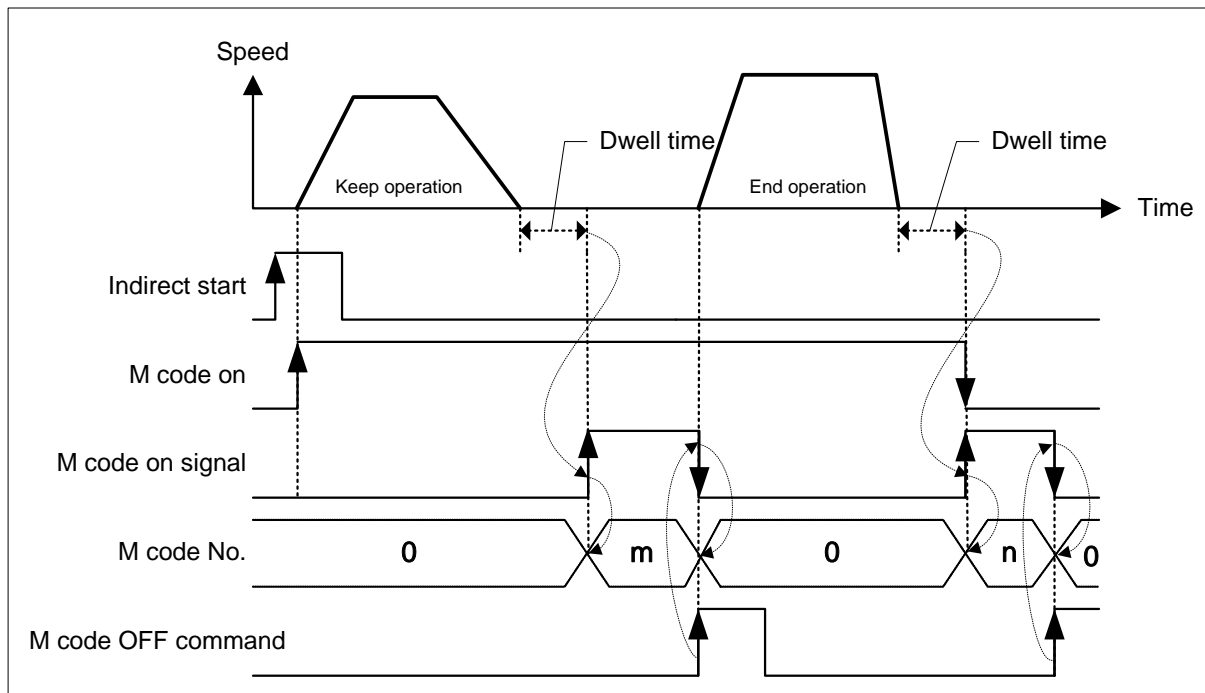 Speed
Dwell time
Dwell time
Keep operation
End operation
Time
Indirect start
M code on
M code on signal
M code No.
0
m
0
n
0
M code OFF command